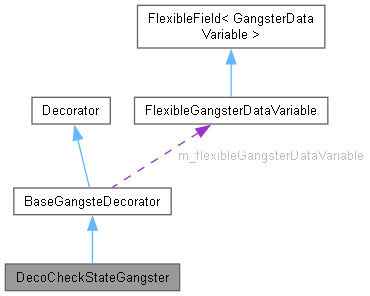 FlexibleField< GangsterData
Variable >
Decorator
FlexibleGangsterDataVariable
m_flexibleGangsterDataVariable
BaseGangsteDecorator
DecoCheckStateGangster